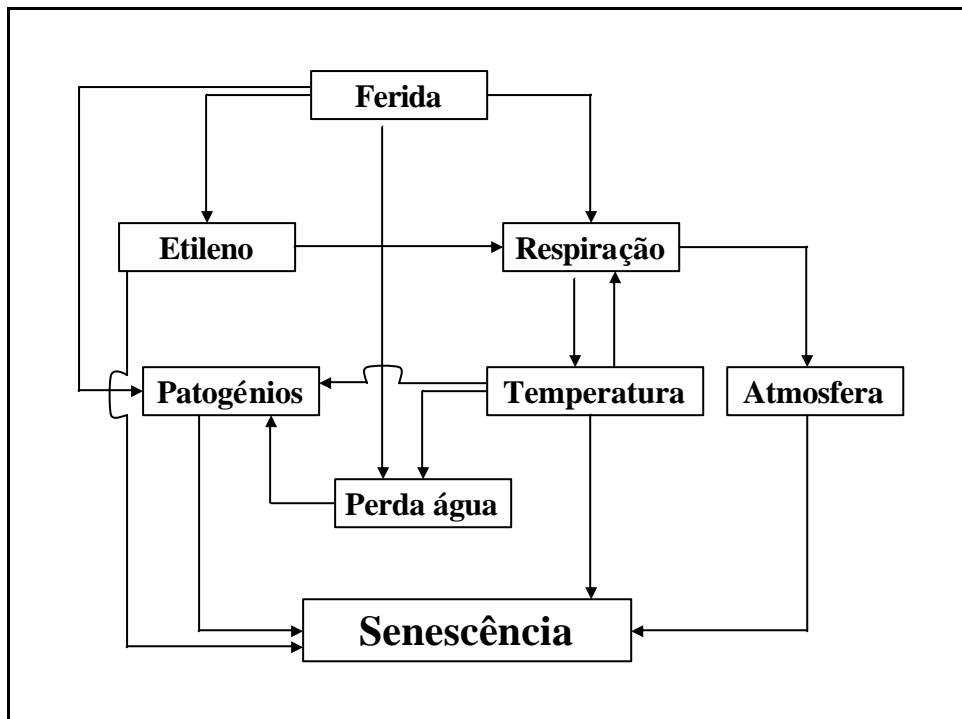 Ferida
Etileno
Respiração
Patogénios
Temperatura
Atmosfera
Perda água
Senescência